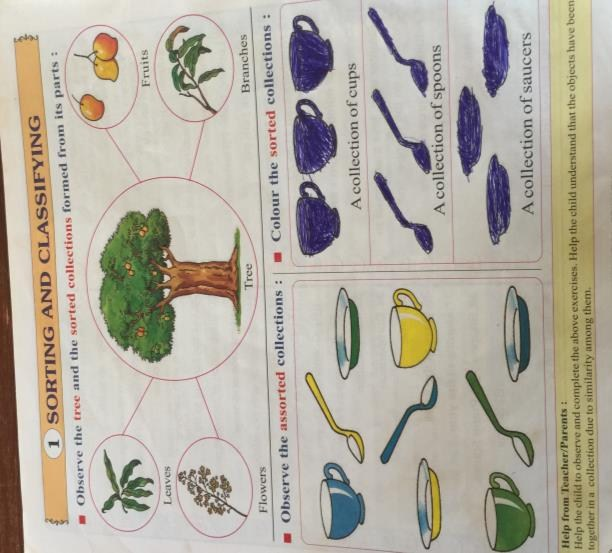 1 SORTING AND CLASSIFYING
Observe the tree and the sorted collections formed from its parts :
Leaves
Fruits
Tree
Flowers
Branches
Observe the assorted collections :
Colour the sorted collections :
A collection of cups
A collection of spoons
A collection of saucers
Help from Teacher/Parents :
Help the child to observe and complete the above exercises. Help the child understand that the objects have been
together in a collection due to similarity among them.